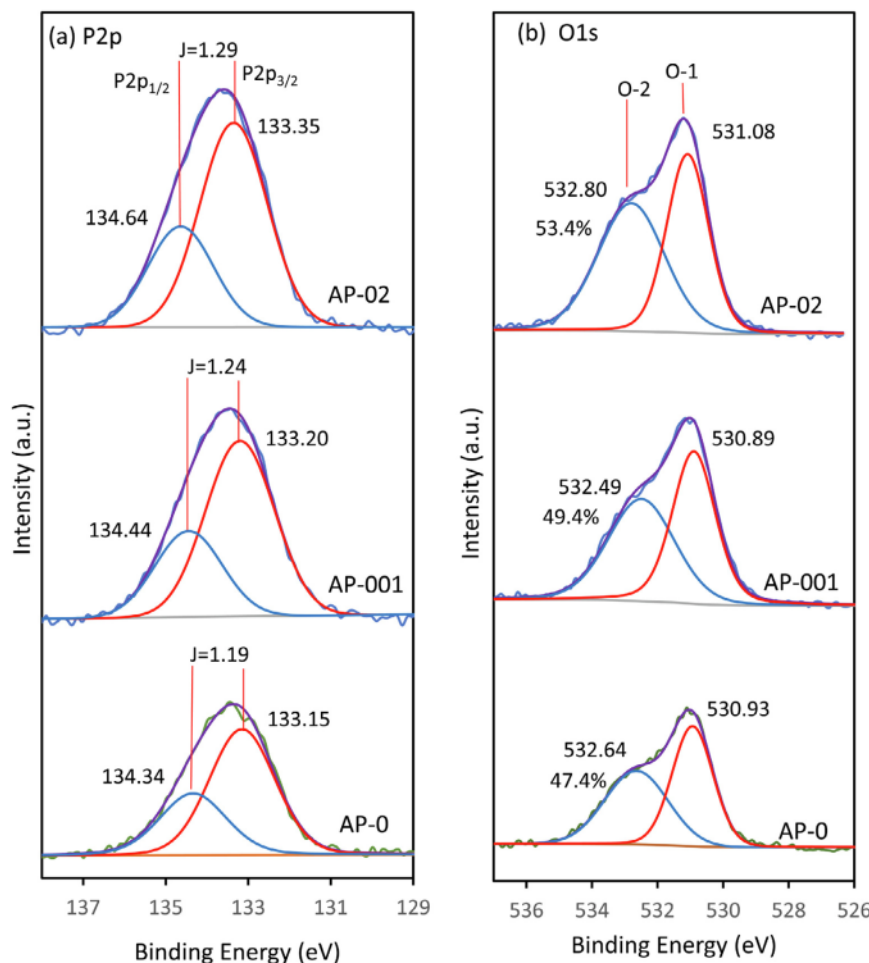 (a) P2p
J=1.29
P2p1/2
P2p3/2
133.35
134.64
AP-02
J=1.24
133.20
134.44
AP-001
J=1.19
133.15
134.34
AP-0
Intensity (a.u.)
137 135 133 131 129
Binding Energy (eV)
(b) O1s
O-2
O-1
531.08
532.80
53.4%
AP-02
530.89
532.49
49.4%
AP-001
530.93
532.64
47.4%
AP-0
Intensity (a.u.)
536 534 532 530 528 526
Binding Energy (eV)